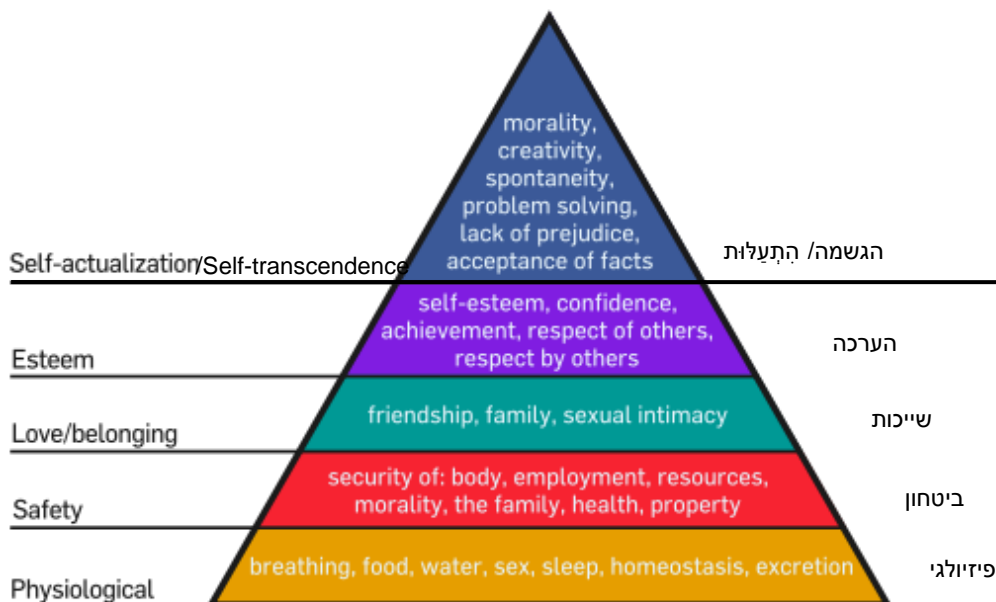 morality,
creativity,
spontaneity,
problem solving,
lack of prejudice,
acceptance of facts
Self-actualization/Self-transcendence
הגשמה/ הִתְעַלּוּת
self-esteem, confidence,
achievement, respect of others,
respect by others
Esteem
הערכה
friendship, family, sexual intimacy
Love/belonging
שייכות
security of: body, employment, resources,
morality, the family, health, property
Safety
ביטחון
breathing, food, water, sex, sleep, homeostasis, excretion
Physiological
פיזיולגי